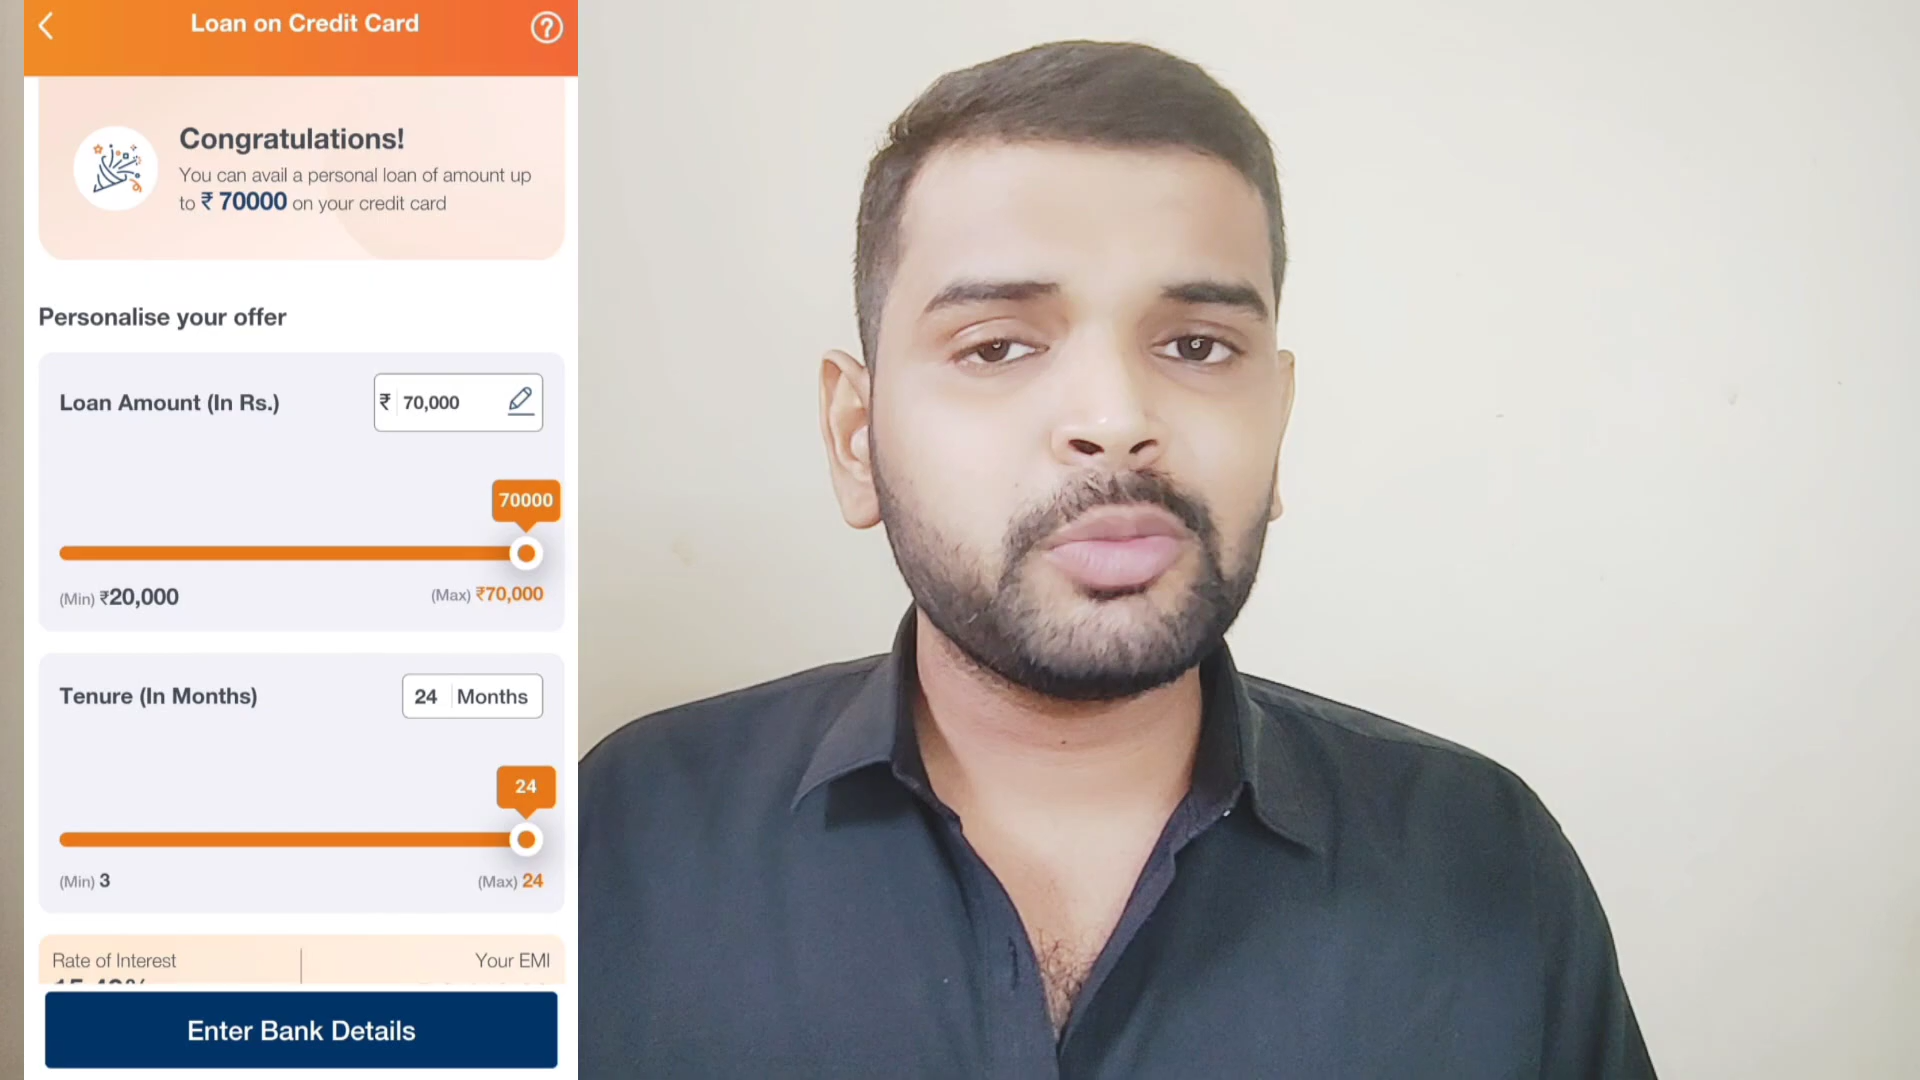 Loan on Credit Card
Congratulations!
You can avail a personal loan of amount up
to ₹ 70000 on your credit card
Personalise your offer
Loan Amount (In Rs.)
₹ 70,000
70000
(Min) ₹20,000
(Max) ₹70,000
Tenure (In Months)
24 Months
24
(Min) 3
(Max) 24
Rate of Interest
Your EMI
Enter Bank Details